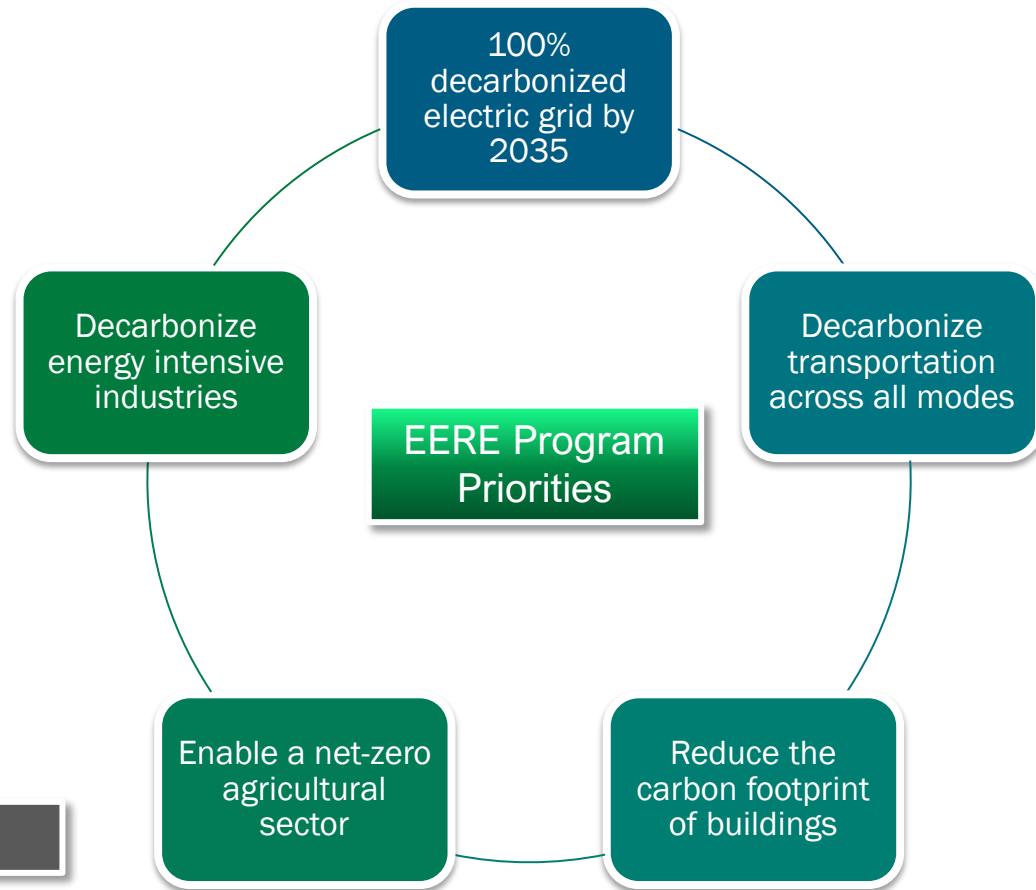 100%
decarbonized
electric grid by
2035
Decarbonize
energy intensive
industries
Decarbonize
transportation
across all modes
EERE Program
Priorities
Enable a net-zero
agricultural
sector
Reduce the
carbon footprint
of buildings